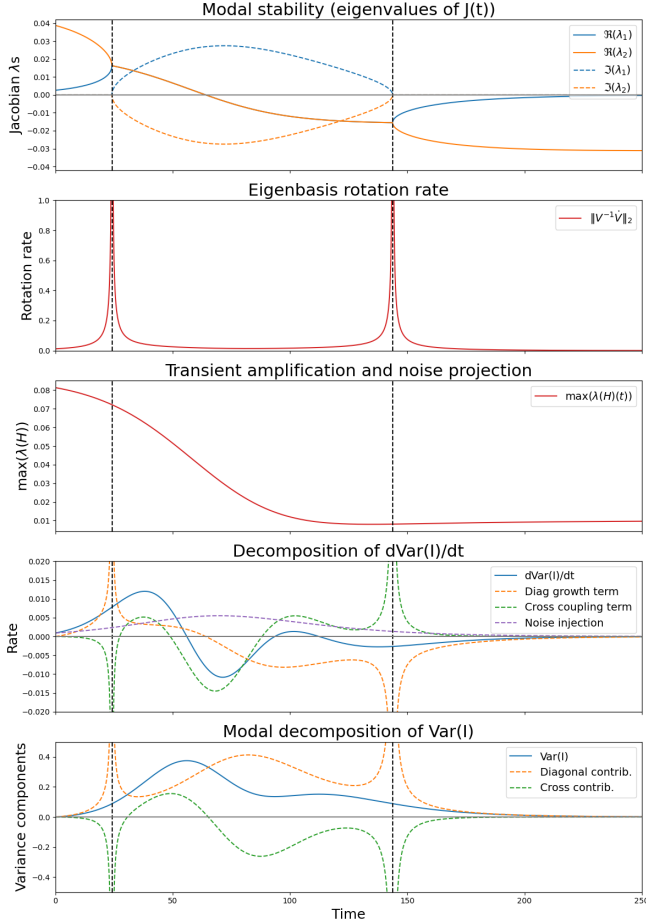 Modal stability (eigenvalues of J(t))
Jacobian λs
0.04
0.03
0.02
0.01
0.00
−0.01
−0.02
−0.03
−0.04
ℜ(λ₁)
ℜ(λ₂)
ℑ(λ₁)
ℑ(λ₂)
Eigenbasis rotation rate
Rotation rate
1.0
0.8
0.6
0.4
0.2
0.0
‖V⁻¹V̇‖₂
Transient amplification and noise projection
max(λ(H))
0.08
0.07
0.06
0.05
0.04
0.03
0.02
0.01
max(λ(H)(t))
Decomposition of dVar(I)/dt
Rate
0.020
0.015
0.010
0.005
0.000
−0.005
−0.010
−0.015
−0.020
dVar(I)/dt
Diag growth term
Cross coupling term
Noise injection
Modal decomposition of Var(I)
Variance components
0.4
0.2
0.0
−0.2
−0.4
Var(I)
Diagonal contrib.
Cross contrib.
0 50 100 150 200 250
Time